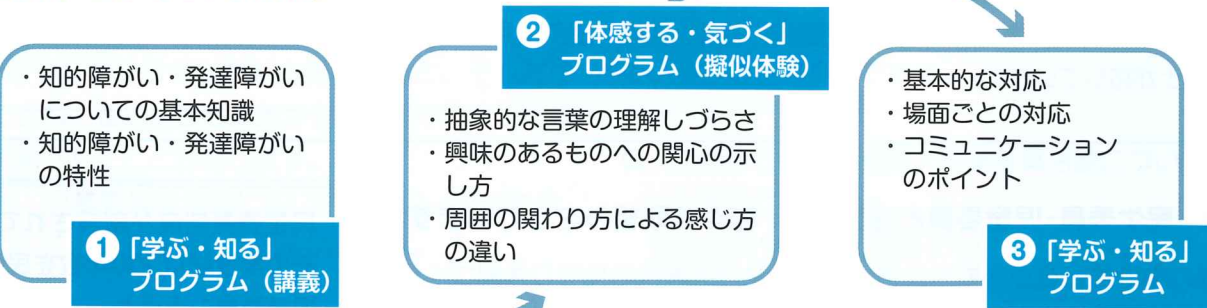 ・知的障がい・発達障がい
についての基本知識
・知的障がい・発達障がい
の特性
❶「学ぶ・知る」
プログラム（講義）
❷「体感する・気づく」
プログラム（擬似体験）
・抽象的な言葉の理解しづらさ
・興味のあるものへの関心の示
し方
・周囲の関わり方による感じ方
の違い
・基本的な対応
・場面ごとの対応
・コミュニケーション
のポイント
❸「学ぶ・知る」
プログラム